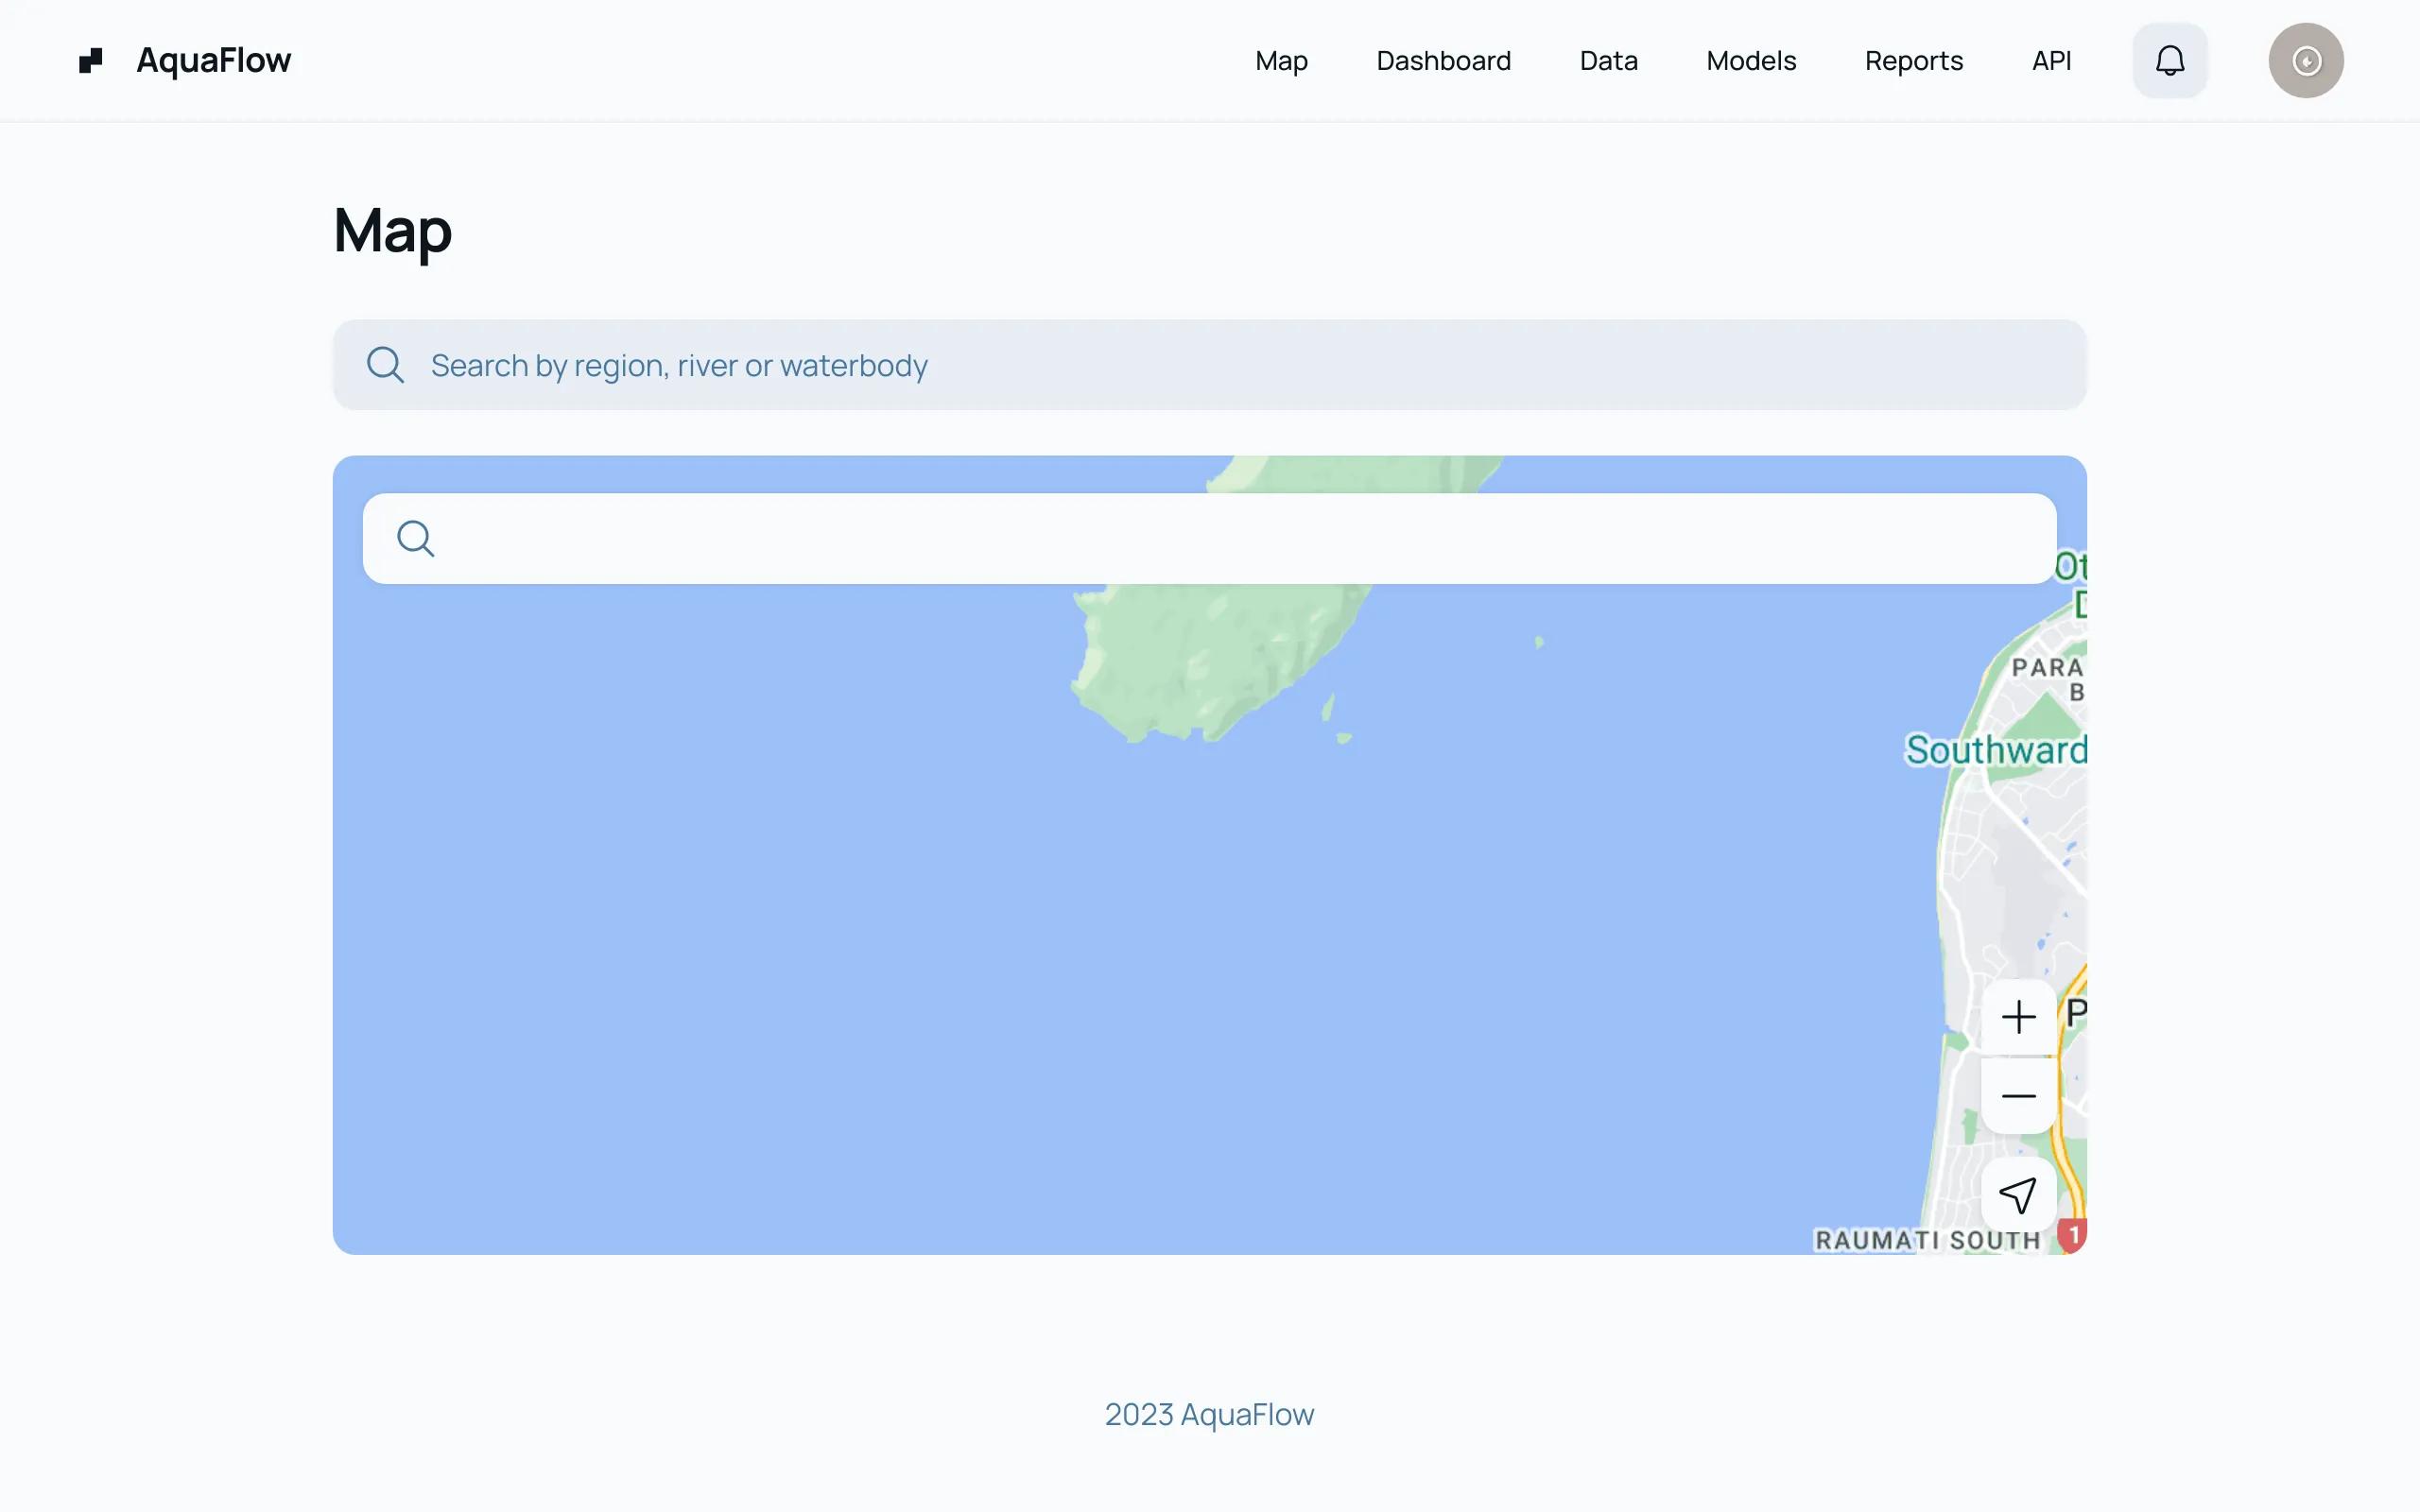 AquaFlow
Map
Dashboard
Data
Models
Reports
API
Map
Search by region, river or waterbody
Ot
D
PARA
B
Southward
P
RAUMATI SOUTH
1
2023 AquaFlow